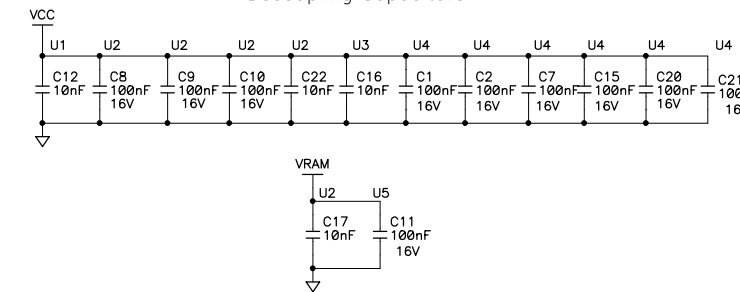 VCC
U1 U2 U2 U2 U2 U3 U4 U4 U4 U4 U4 U4
C12 C8 C9 C10 C22 C16 C1 C2 C7 C15 C20 C21
10nF 100nF 100nF 100nF 10nF 10nF 100nF 100nF 100nF 100nF 100nF 100
16V 16V 16V 16V 16V 16V 16V 16V 16
VRAM
U2 U5
C17 C11
10nF 100nF
16V